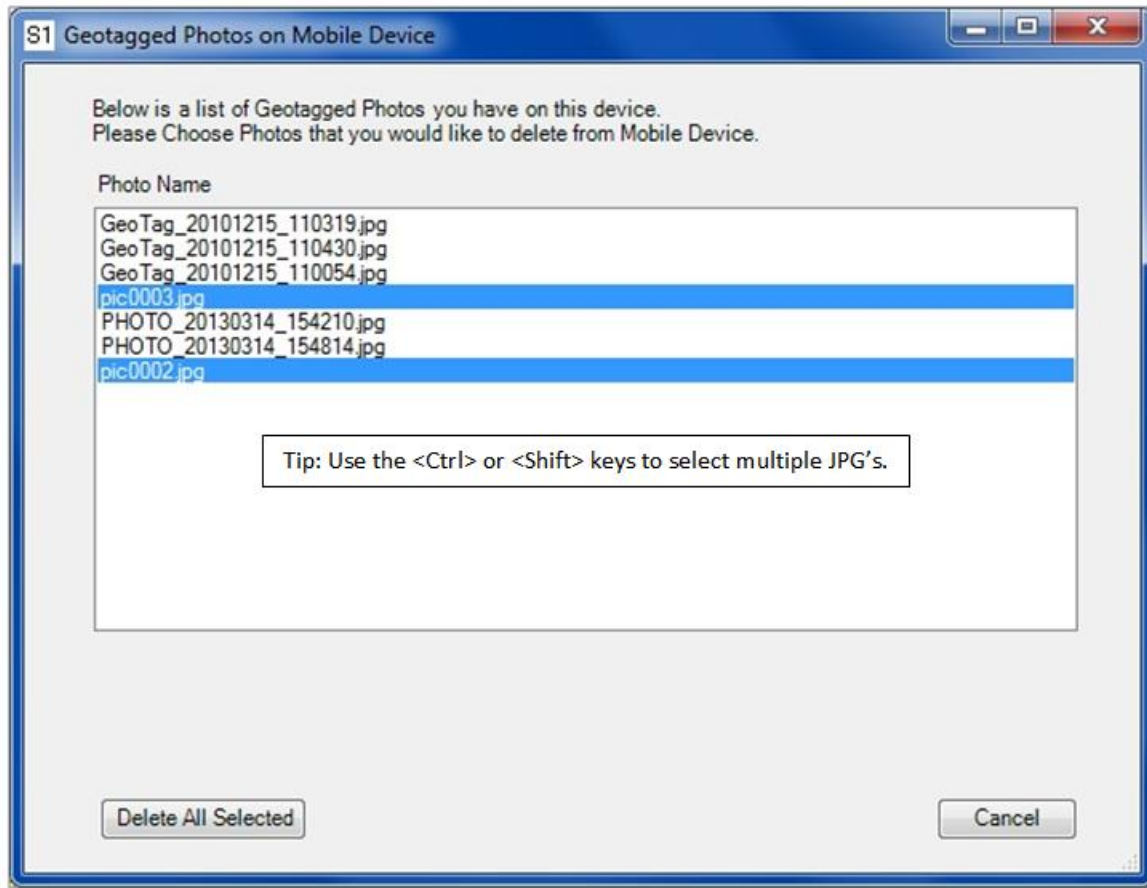 S1 Geotagged Photos on Mobile Device
Below is a list of Geotagged Photos you have on this device.
Please Choose Photos that you would like to delete from Mobile Device.
Photo Name
GeoTag_20101215_110319.jpg
GeoTag_20101215_110430.jpg
GeoTag_20101215_110054.jpg
pic0003.jpg
PHOTO_20130314_154210.jpg
PHOTO_20130314_154814.jpg
pic0002.jpg
Tip: Use the <Ctrl> or <Shift> keys to select multiple JPG's.
Delete All Selected
Cancel